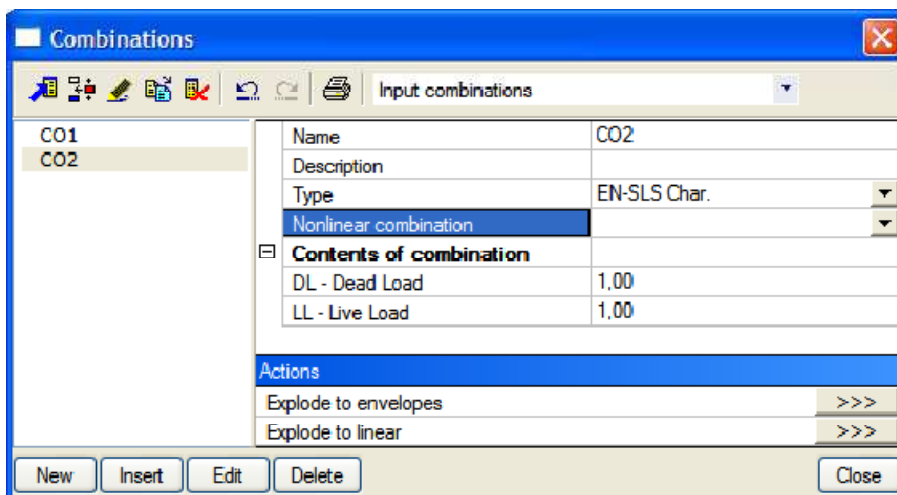 Combinations
Input combinations
CO1
CO2
Name CO2
Description
Type EN-SLS Char.
Nonlinear combination
Contents of combination
DL - Dead Load 1,00
LL - Live Load 1,00
Actions
Explode to envelopes >>>
Explode to linear >>>
New Insert Edit Delete Close